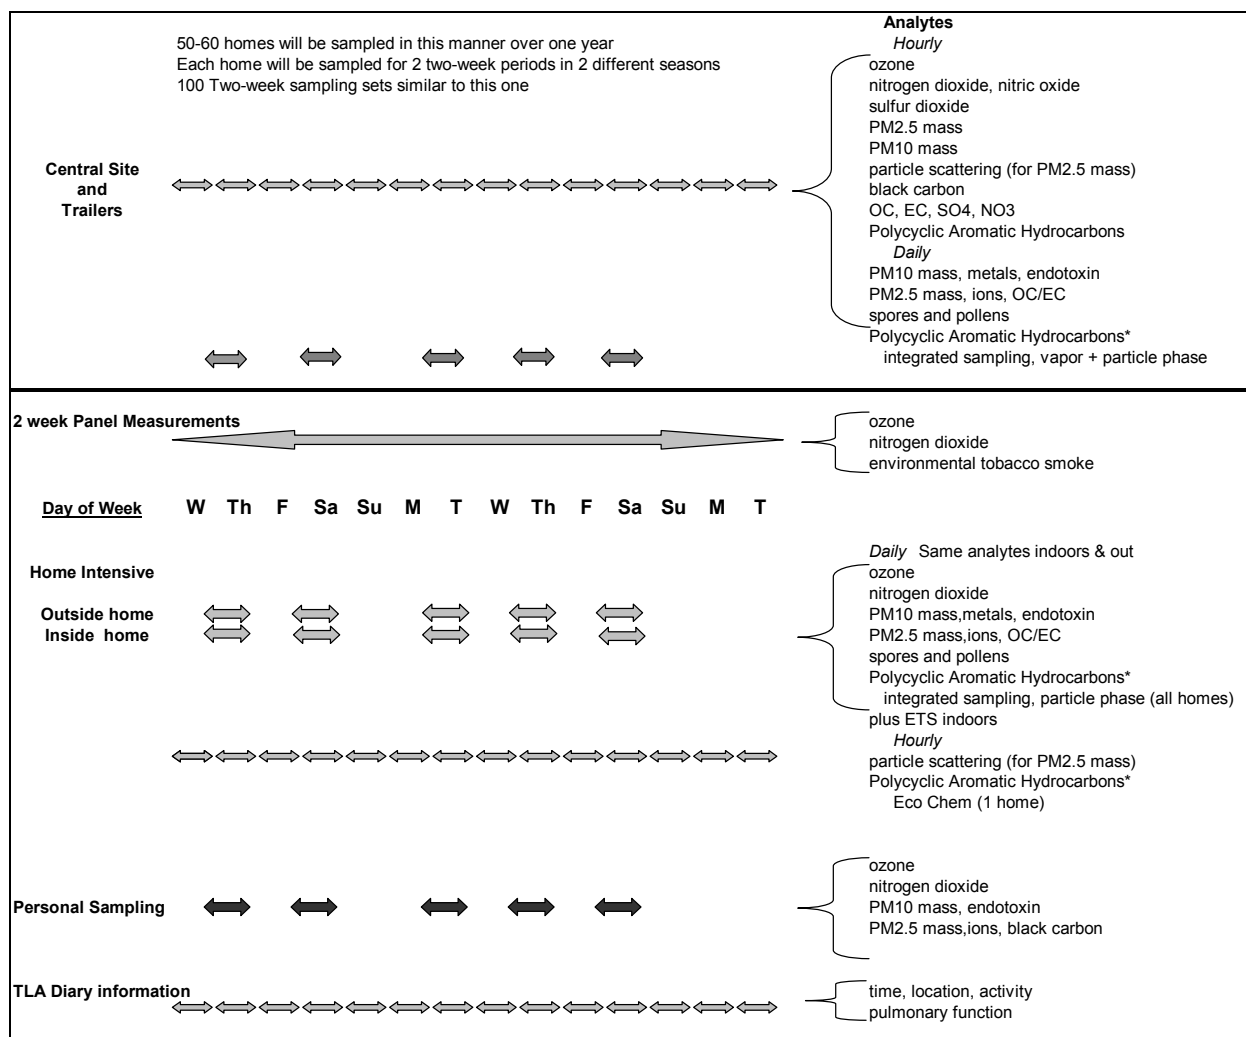 50-60 homes will be sampled in this manner over one year
Each home will be sampled for 2 two-week periods in 2 different seasons
100 Two-week sampling sets similar to this one
Central Site
and
Trailers
Analytes
Hourly
ozone
nitrogen dioxide, nitric oxide
sulfur dioxide
PM2.5 mass
PM10 mass
particle scattering (for PM2.5 mass)
black carbon
OC, EC, SO4, NO3
Polycyclic Aromatic Hydrocarbons
Daily
PM10 mass, metals, endotoxin
PM2.5 mass, ions, OC/EC
spores and pollens
Polycyclic Aromatic Hydrocarbons*
integrated sampling, vapor + particle phase
2 week Panel Measurements
ozone
nitrogen dioxide
environmental tobacco smoke
Day of Week W Th F Sa Su M T W Th F Sa Su M T
Home Intensive
Outside home
Inside home
Daily Same analytes indoors & out
ozone
nitrogen dioxide
PM10 mass,metals, endotoxin
PM2.5 mass,ions, OC/EC
spores and pollens
Polycyclic Aromatic Hydrocarbons*
integrated sampling, particle phase (all homes)
plus ETS indoors
Hourly
particle scattering (for PM2.5 mass)
Polycyclic Aromatic Hydrocarbons*
Eco Chem (1 home)
Personal Sampling
ozone
nitrogen dioxide
PM10 mass, endotoxin
PM2.5 mass,ions, black carbon
TLA Diary information
time, location, activity
pulmonary function